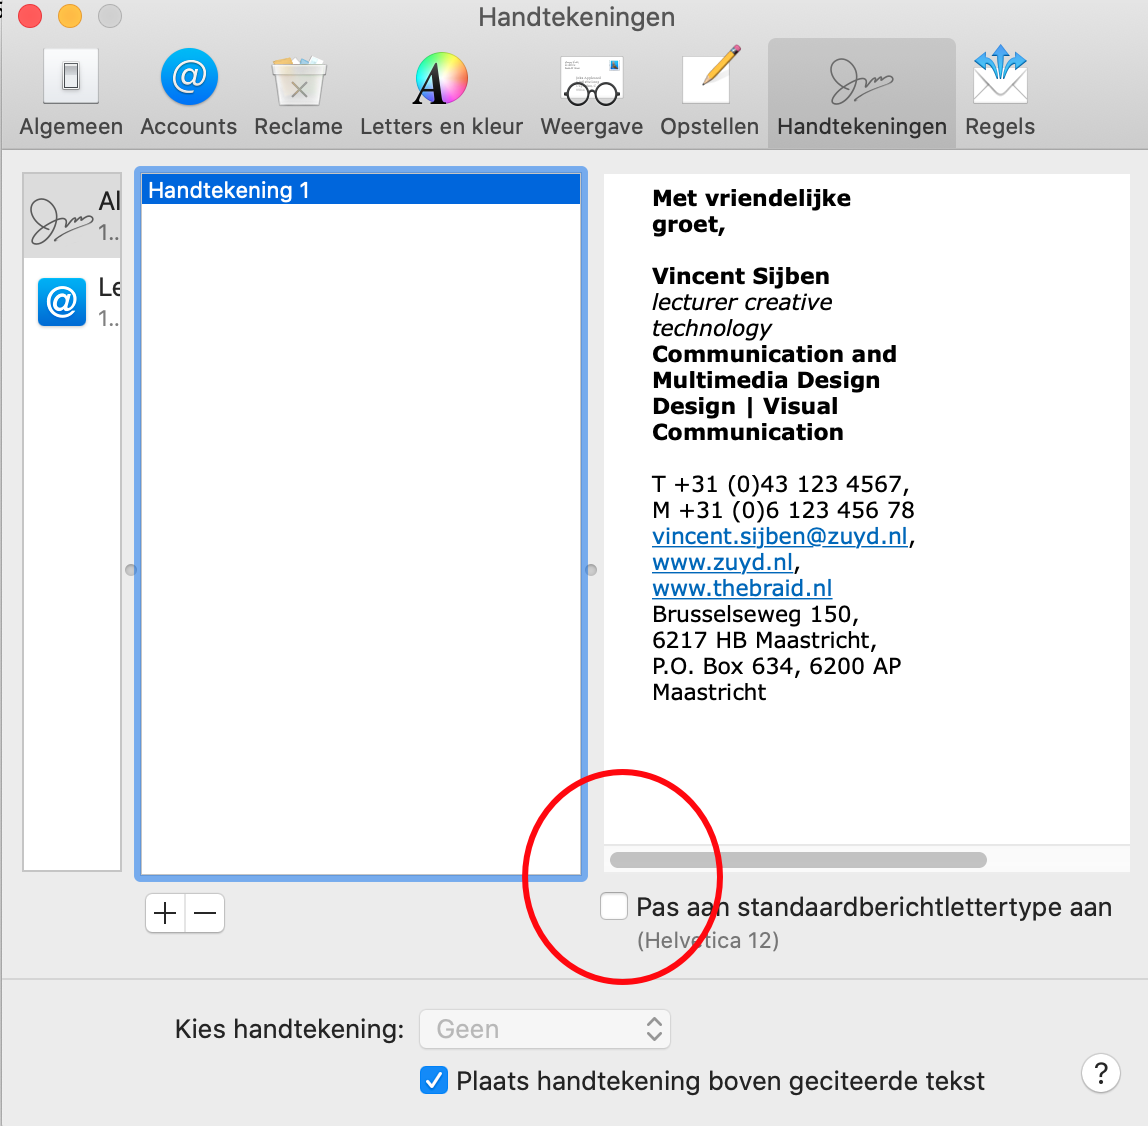 Handtekeningen
Algemeen Accounts Reclame Letters en kleur Weergave Opstellen Handtekeningen Regels
Al
1..
Le
1..
Handtekening 1
Met vriendelijke
groet,
Vincent Sijben
lecturer creative
technology
Communication and
Multimedia Design
Design | Visual
Communication
T +31 (0)43 123 4567,
M +31 (0)6 123 456 78
vincent.sijben@zuyd.nl,
www.zuyd.nl,
www.thebraid.nl
Brusselseweg 150,
6217 HB Maastricht,
P.O. Box 634, 6200 AP
Maastricht
Pas aan standaardberichtlettertype aan
(Helvetica 12)
Kies handtekening: Geen
Plaats handtekening boven geciteerde tekst
?